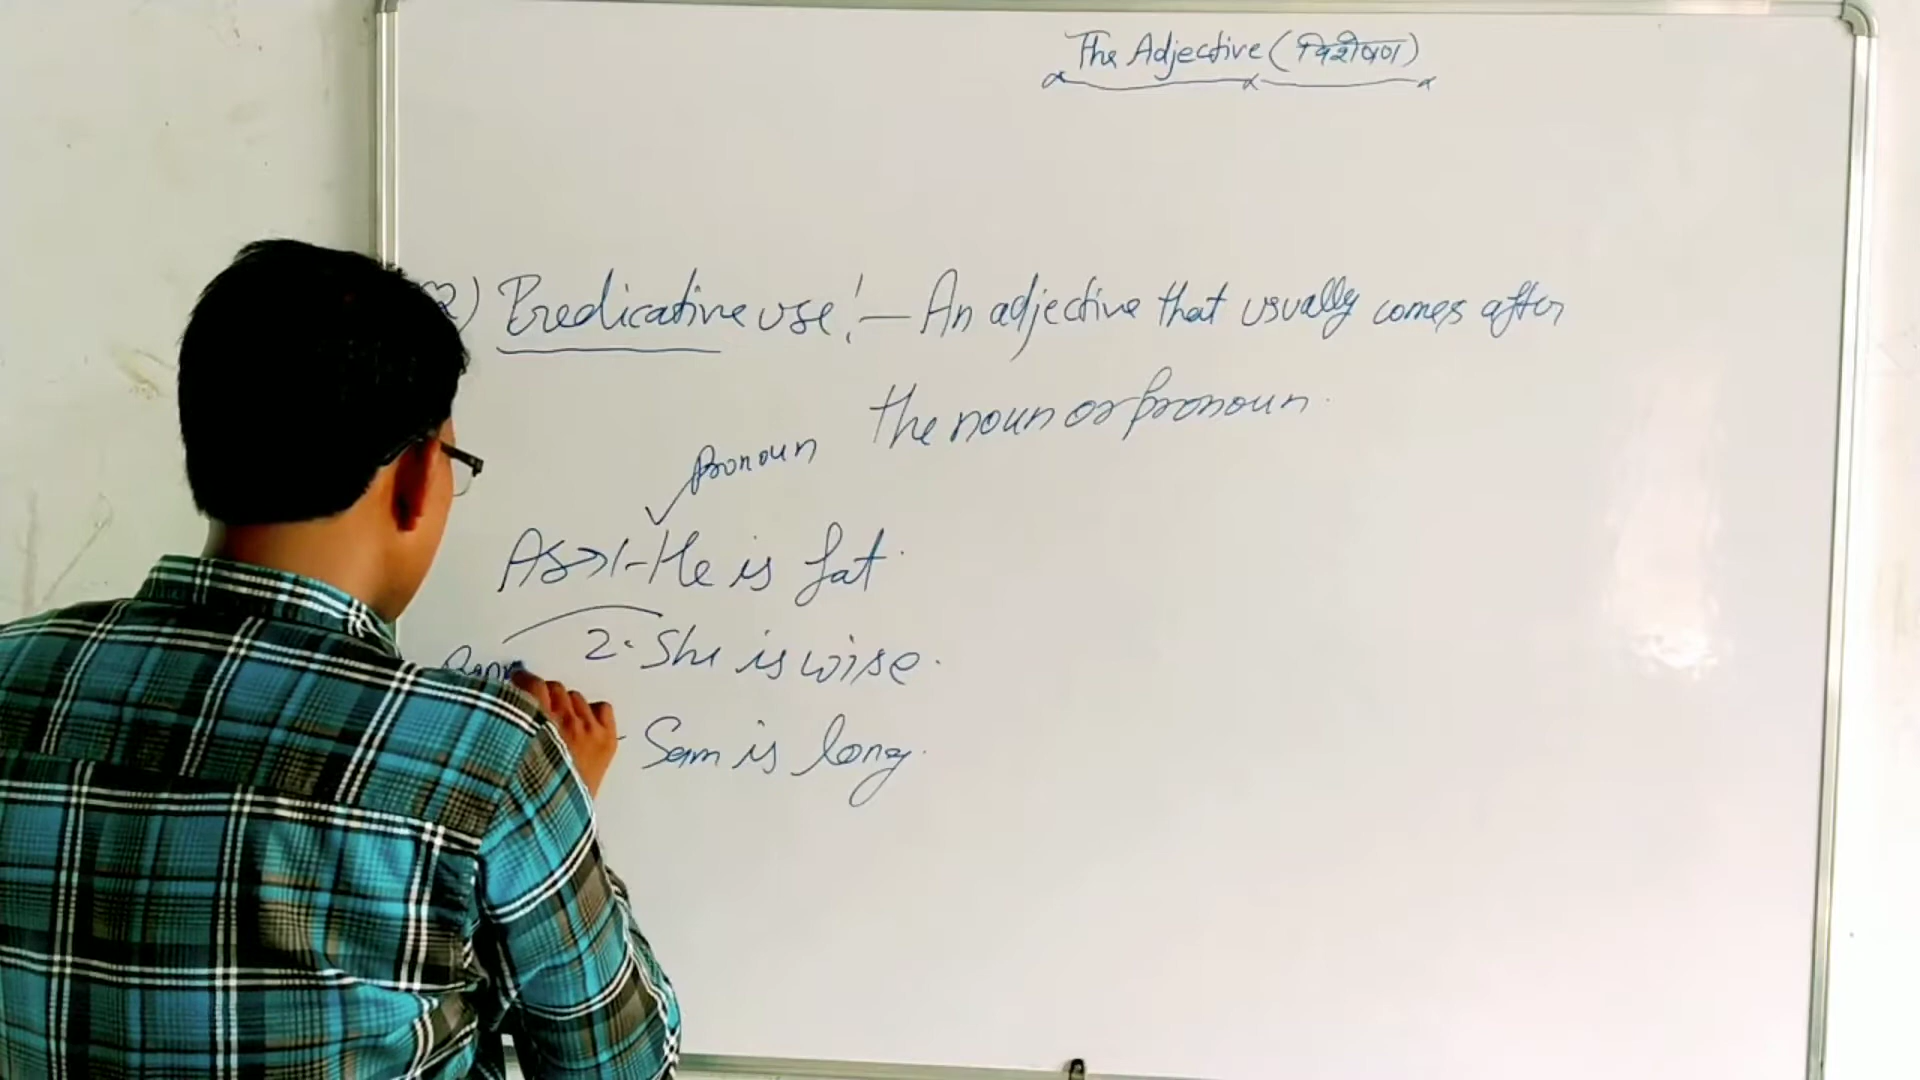 The Adjective (विशेषण)
2) Predicative use:- An adjective that usually comes after
the noun or pronoun.
Pronoun
As→1-He is fat.
2. She is wise.
Sam is long.